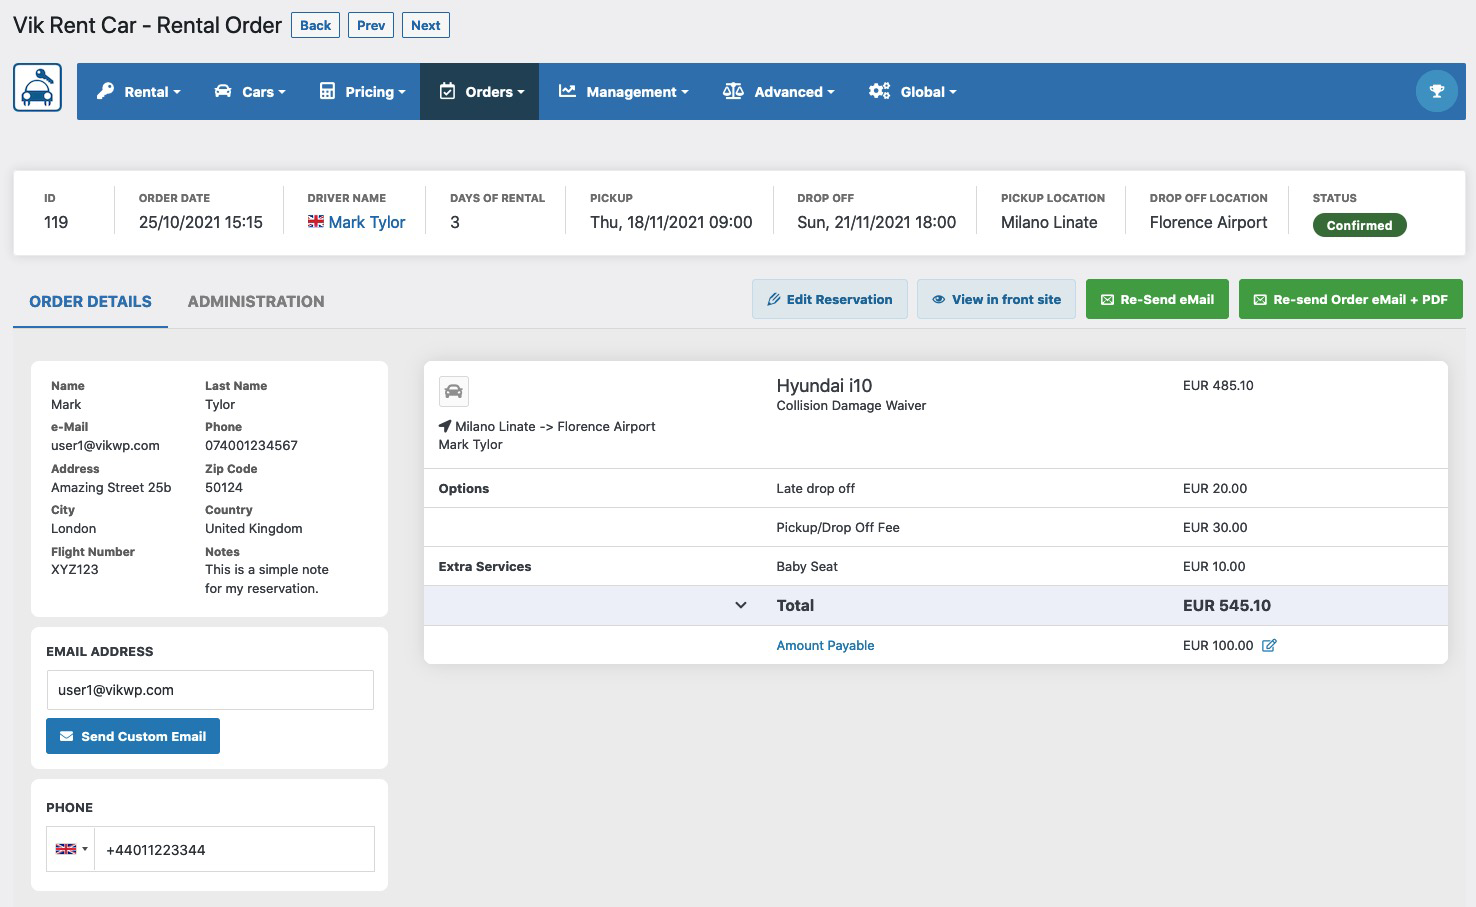 Vik Rent Car - Rental Order Back Prev Next
Rental Cars Pricing Orders Management Advanced Global
ID ORDER DATE DRIVER NAME DAYS OF RENTAL PICKUP DROP OFF PICKUP LOCATION DROP OFF LOCATION STATUS
119 25/10/2021 15:15 Mark Tylor 3 Thu, 18/11/2021 09:00 Sun, 21/11/2021 18:00 Milano Linate Florence Airport Confirmed
ORDER DETAILS ADMINISTRATION Edit Reservation View in front site Re-Send eMail Re-send Order eMail + PDF
Name Last Name
Mark Tylor
e-Mail Phone
user1@vikwp.com 074001234567
Address Zip Code
Amazing Street 25b 50124
City Country
London United Kingdom
Flight Number Notes
XYZ123 This is a simple note
for my reservation.
EMAIL ADDRESS
user1@vikwp.com
Send Custom Email
PHONE
+44011223344
Hyundai i10 EUR 485.10
Collision Damage Waiver
Milano Linate -> Florence Airport
Mark Tylor
Options Late drop off EUR 20.00
Pickup/Drop Off Fee EUR 30.00
Extra Services Baby Seat EUR 10.00
Total EUR 545.10
Amount Payable EUR 100.00